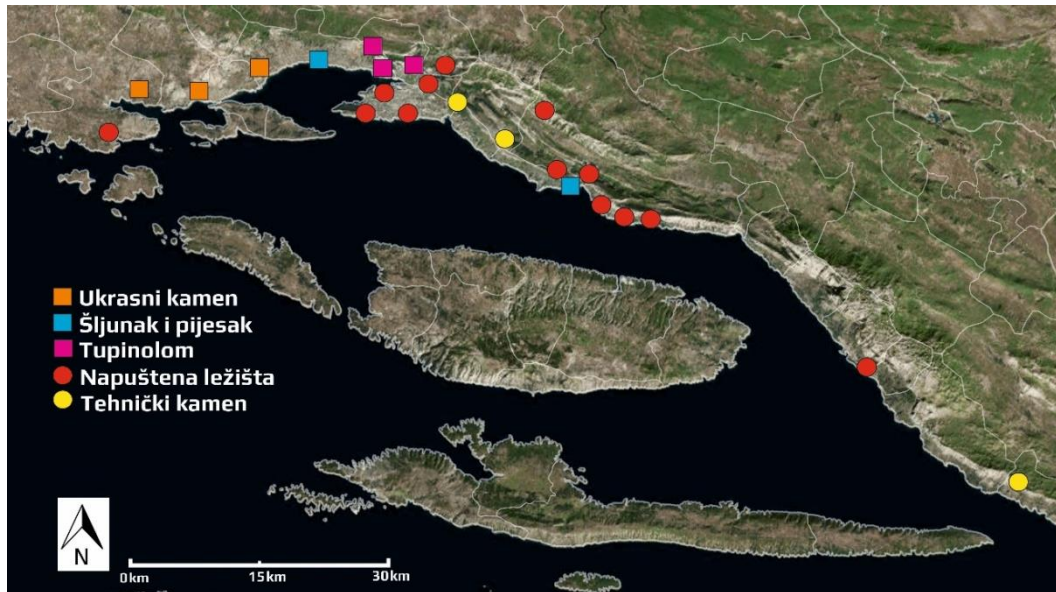 Ukrasni kamen
Šljunak i pijesak
Tupinolom
Napuštena ležišta
Tehnički kamen
N
0km 15km 30km